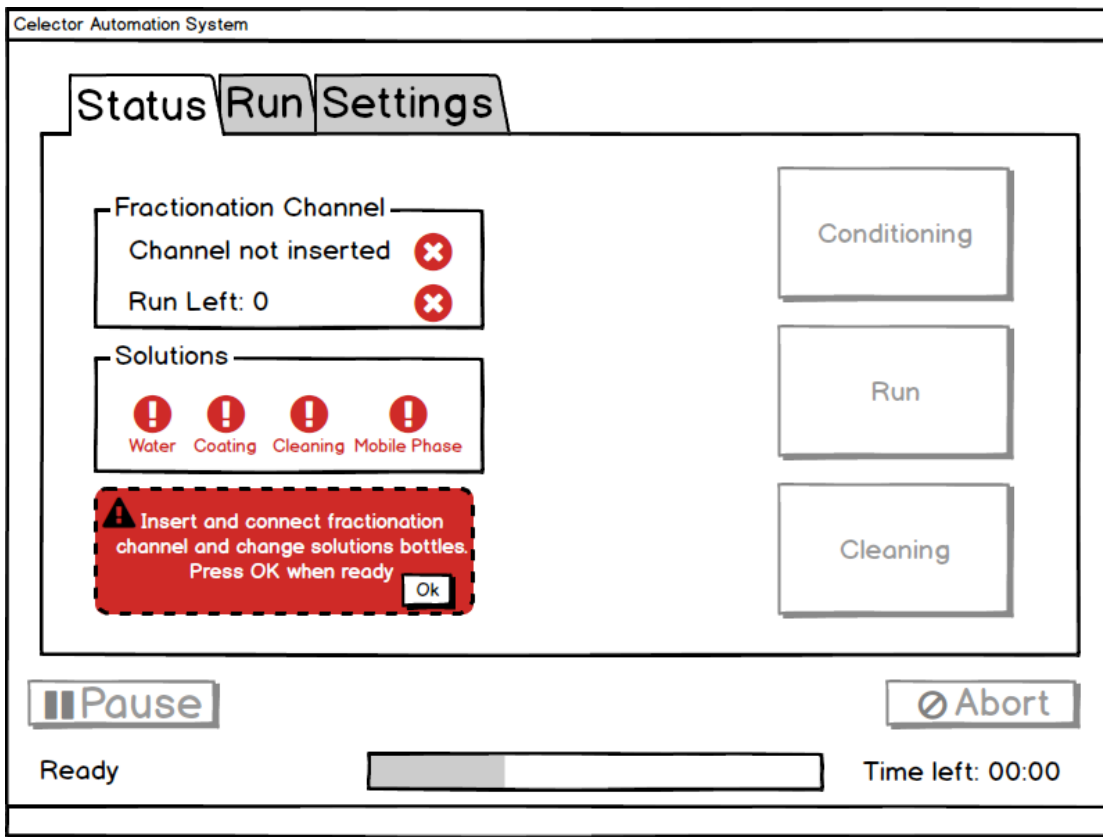 Celector Automation System
Status Run Settings
Fractionation Channel
Channel not inserted
Run Left: 0
Solutions
Water Coating Cleaning Mobile Phase
Insert and connect fractionation
channel and change solutions bottles.
Press OK when ready
Ok
Conditioning
Run
Cleaning
Pause
Abort
Ready
Time left: 00:00